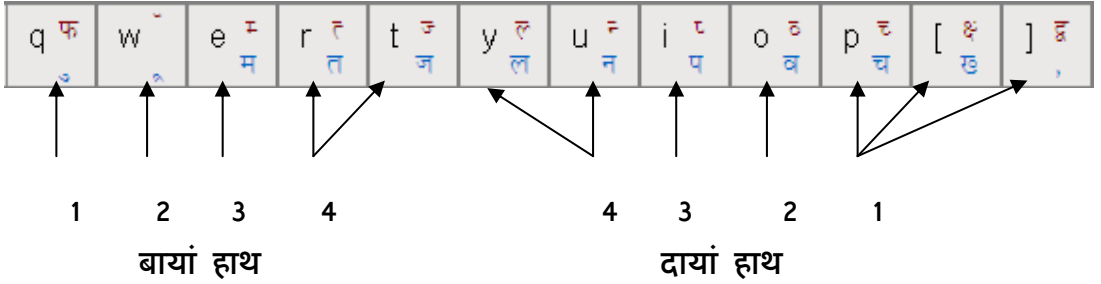 q फ ु w ॅ ू e म् म r त् त t ज् ज y ल् ल u न् न i प् प o व् व p च् च [ क्ष् ख ] द्व ,
1 2 3 4 4 3 2 1
बायां हाथ दायां हाथ